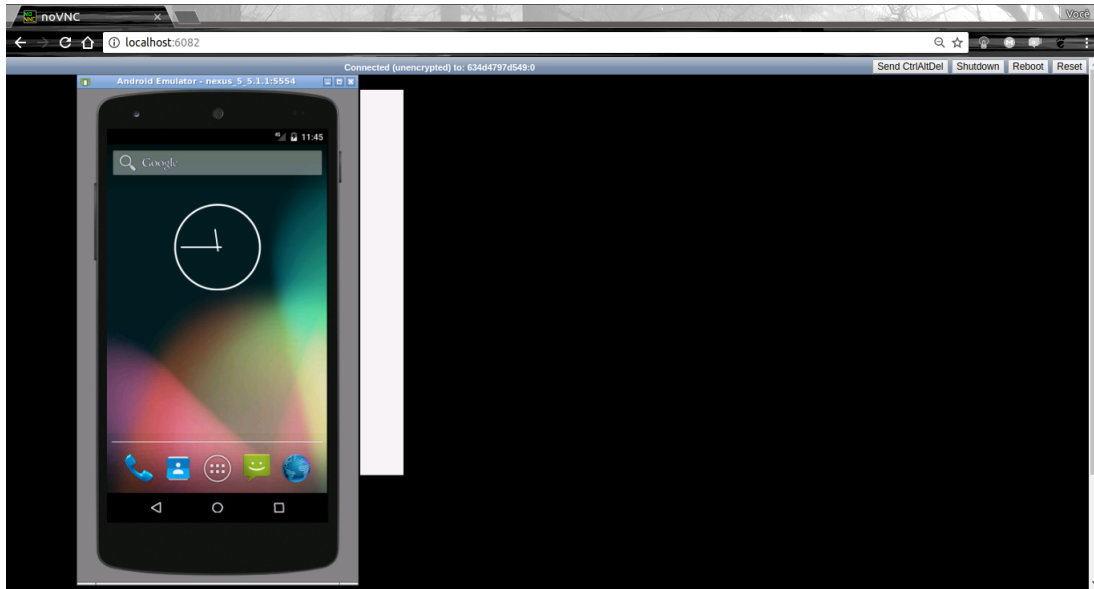 noVNC
Você
localhost:6082
Connected (unencrypted) to: 634d4797d549:0
Send CtrlAltDel
Shutdown
Reboot
Reset
Android Emulator - nexus_5_5.1.1:5554
11:45
Google